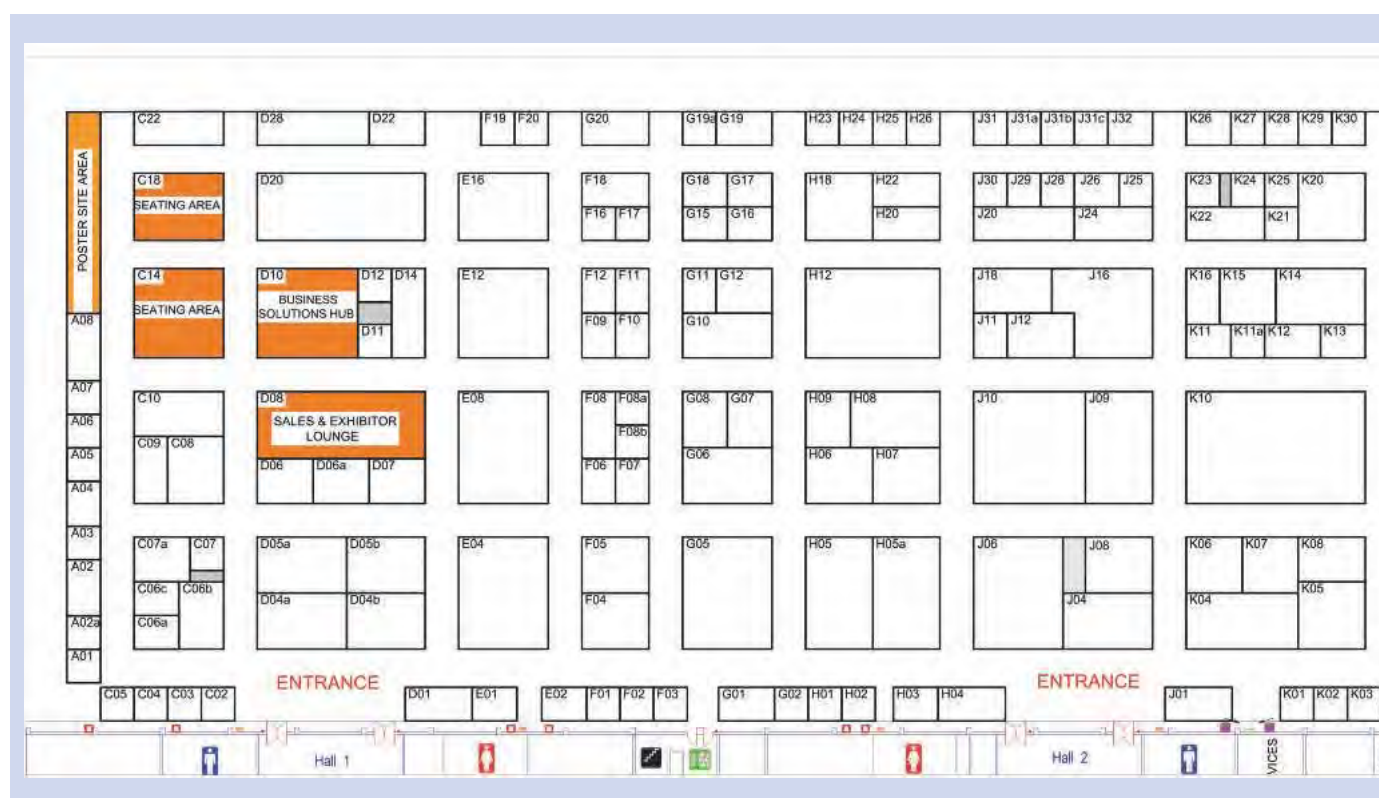 C22 D28 D22 F19 F20 G20 G19a G19 H23 H24 H25 H26 J31 J31a J31b J31c J32 K26 K27 K28 K29 K30
POSTER SITE AREA
C18 D20 E16 F18 G18 G17 H18 H22 J30 J29 J28 J26 J25 K23 K24 K25 K20
SEATING AREA
F16 F17 G15 G16 H20 J20 J24 K22 K21
C14 D10 D12 D14 E12 F12 F11 G11 G12 H12 J18 J16 K16 K15 K14
SEATING AREA
BUSINESS
SOLUTIONS HUB
A08 D11 F09 F10 G10 J11 J12 K11 K11a K12 K13
A07 C10 D08 E08 F08 F08a G08 G07 H09 H08 J10 J09 K10
A06
SALES & EXHIBITOR
LOUNGE
F08b
A05 C09 C08 G06 H06 H07
D06 D06a D07 F06 F07
A04
A03 C07a C07 D05a D05b E04 F05 G05 H05 H05a J06 J08 K06 K07 K08
A02
C06c C06b D04a D04b F04 J04 K04 K05
A02a C06a
A01
ENTRANCE ENTRANCE
C05 C04 C03 C02 D01 E01 E02 F01 F02 F03 G01 G02 H01 H02 H03 H04 J01 K01 K02 K03
Hall 1 Hall 2
VICES